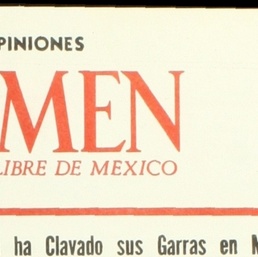 PINIONES
MEN
LIBRE DE MEXICO
ha Clavado sus Garras en